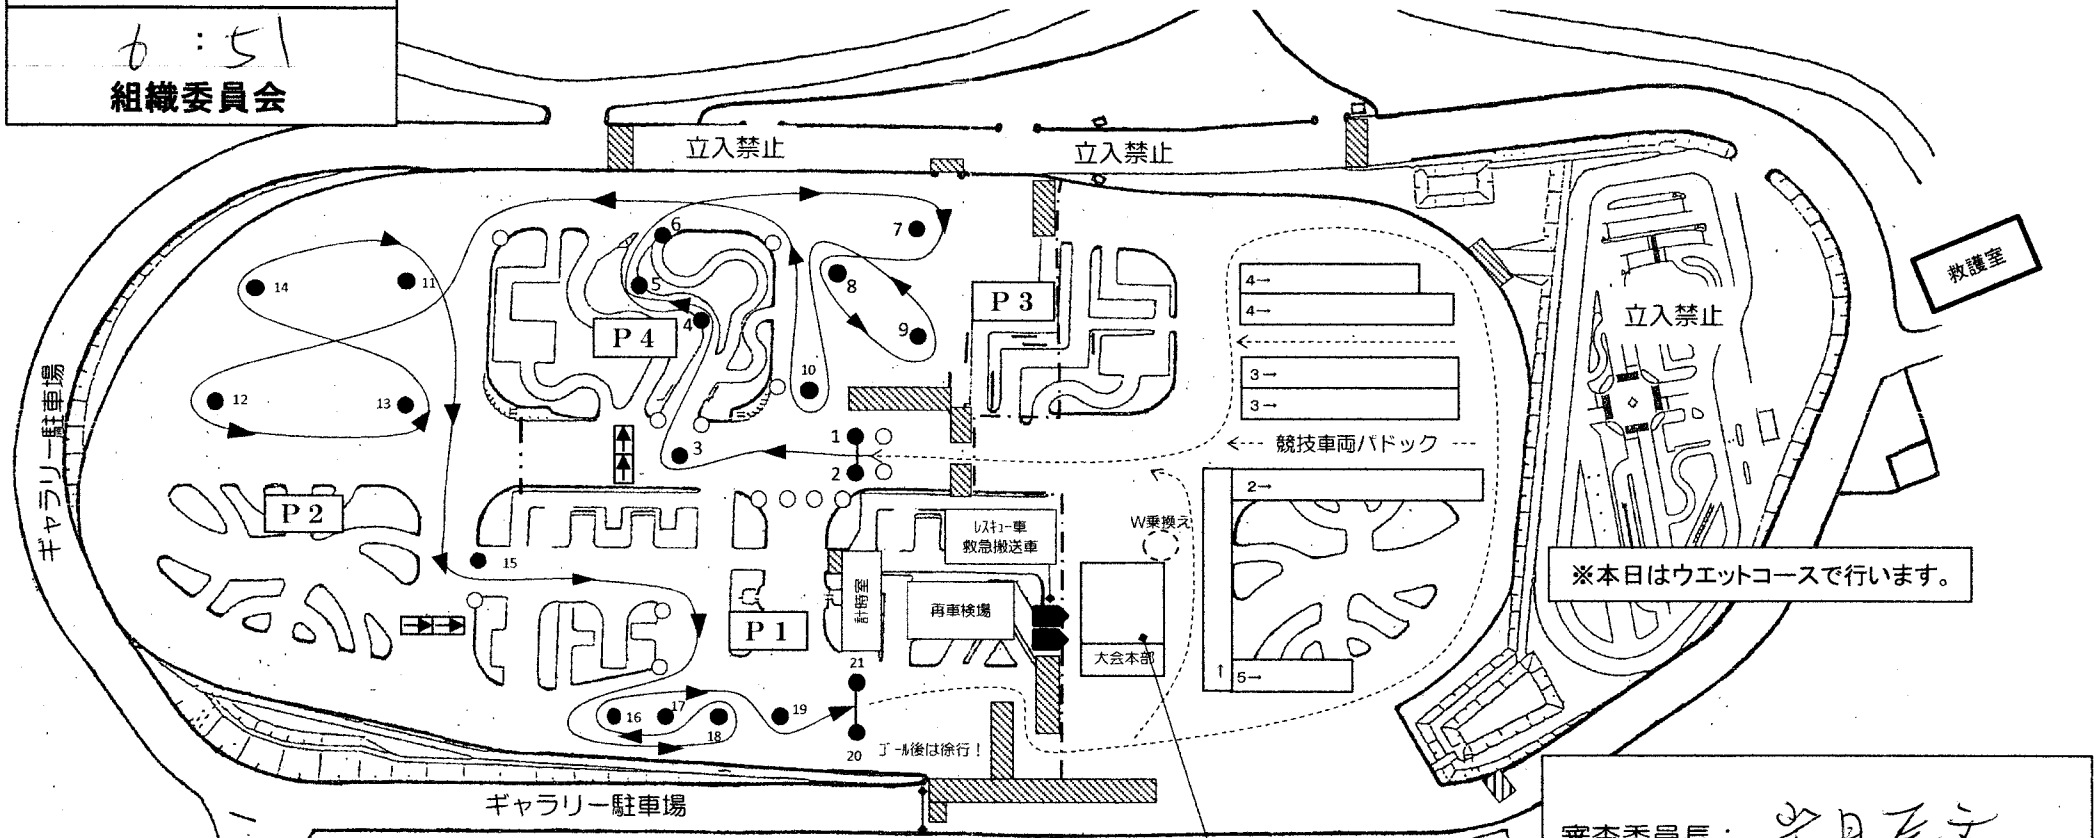 6:51
組織委員会
立入禁止
立入禁止
救護室
立入禁止
ギャラリー駐車場
P 4
P 3
P 2
P 1
1
2
3
4
5
6
7
8
9
10
11
12
13
14
15
16
17
18
19
20
21
4→
4→
3→
3→
競技車両パドック
2→
5→
W乗換え
レスキュー車
救急搬送車
計時室
再車検場
大会本部
※本日はウエットコースで行います。
ゴール後は徐行!
ギャラリー駐車場
審査委員長: